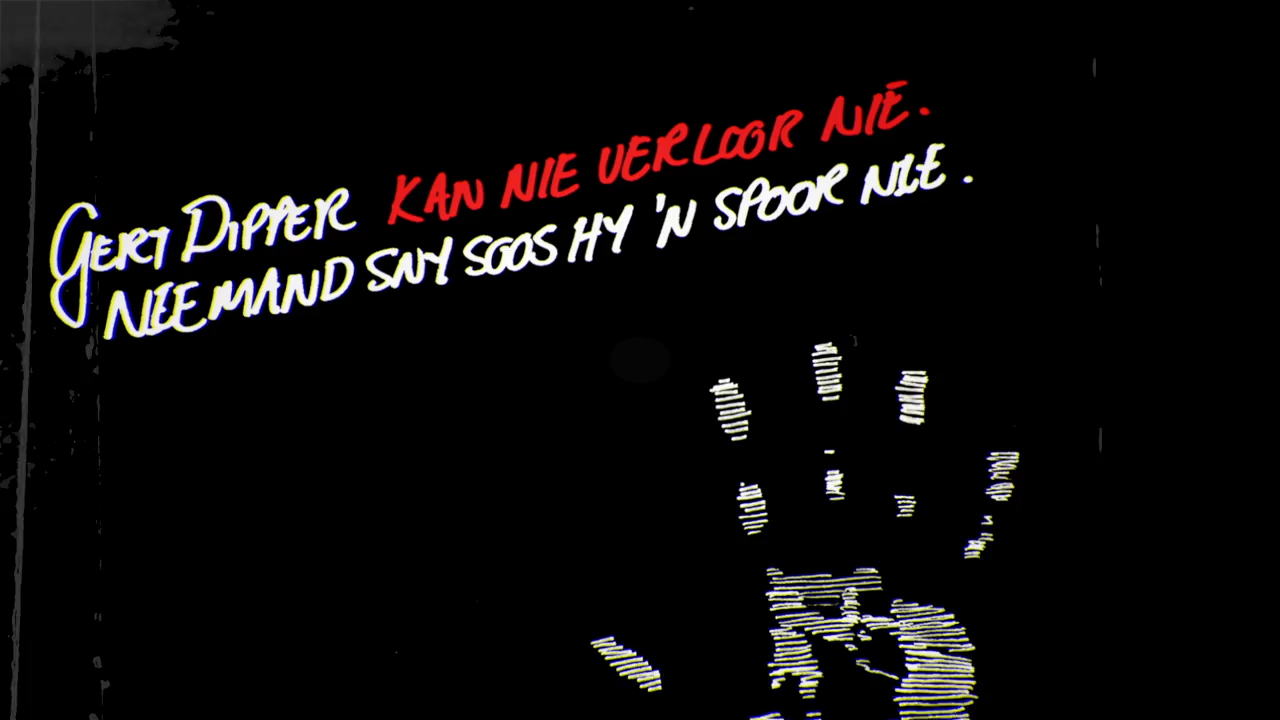 GERT DIPPER KAN NIE VERLOOR NIE.
NIEMAND SNY SOOS HY 'N SPOOR NIE.